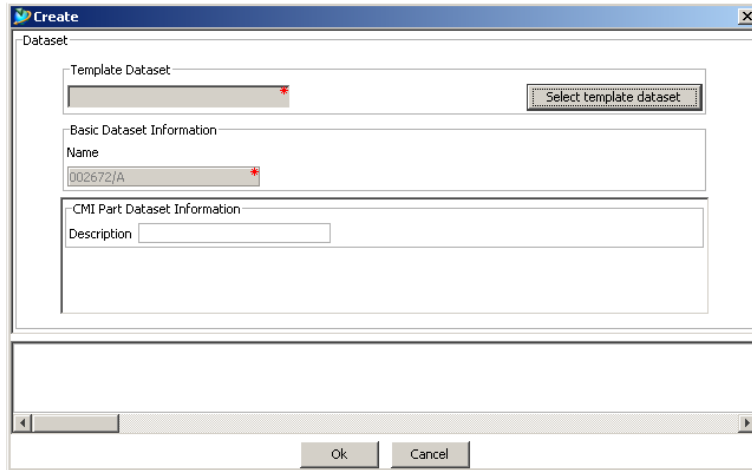 Create
Dataset
Template Dataset
*
Select template dataset
Basic Dataset Information
Name
002672/A *
CMI Part Dataset Information
Description
Ok Cancel